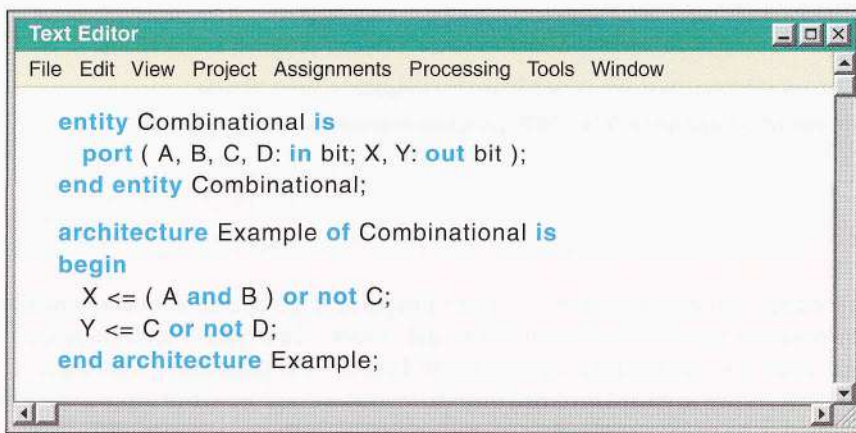 Text Editor
File Edit View Project Assignments Processing Tools Window
entity Combinational is
port ( A, B, C, D: in bit; X, Y: out bit );
end entity Combinational;
architecture Example of Combinational is
begin
X <= ( A and B ) or not C;
Y <= C or not D;
end architecture Example;